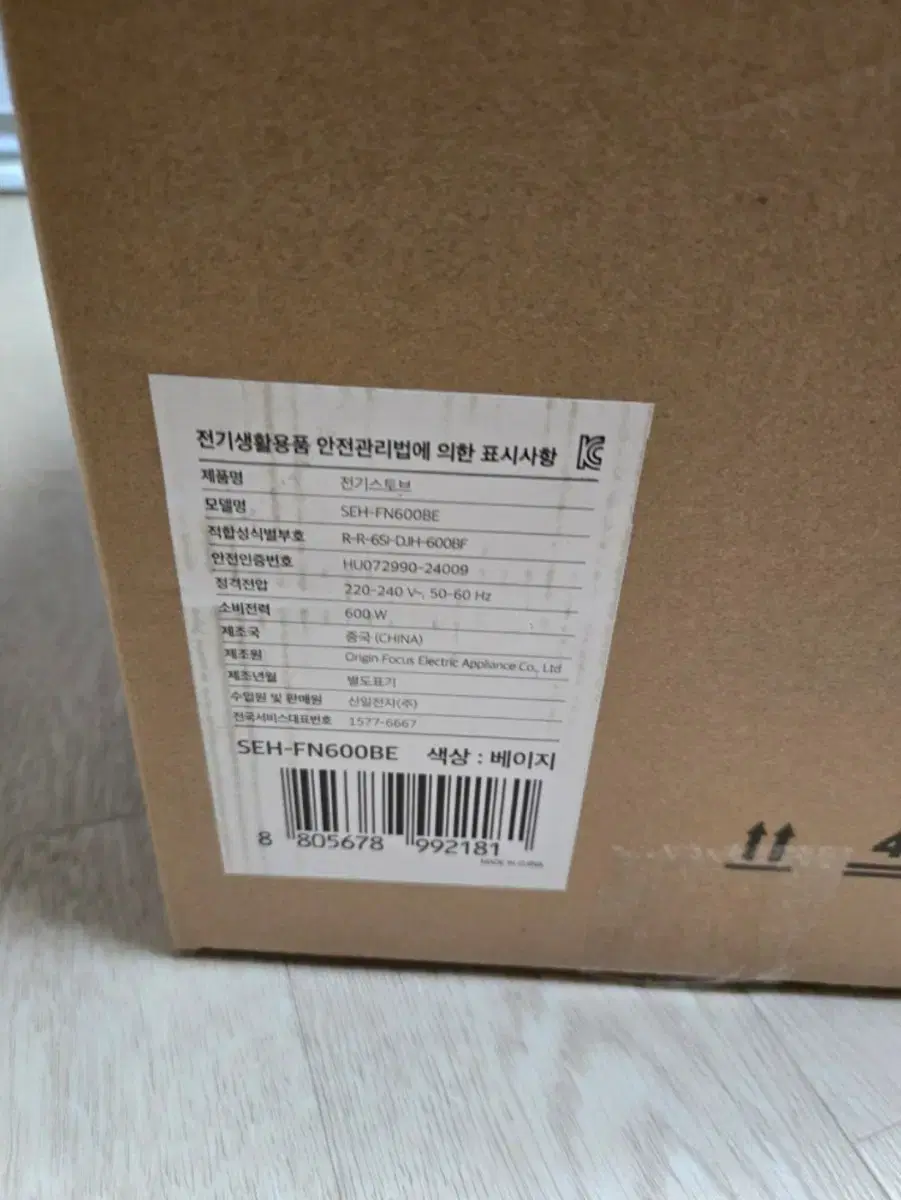 전기생활용품 안전관리법에 의한 표시사항
제품명 전기스토브
모델명 SEH-FN600BE
적합성식별부호 R-R-6SI-DJH-600BF
안전인증번호 HU072990-24009
정격전압 220-240 V~, 50-60 Hz
소비전력 600 W
제조국 중국 (CHINA)
제조원 Origin Focus Electric Appliance Co., Ltd
제조년월 별도표기
수입원 및 판매원 신일전자(주)
전국서비스대표번호 1577-6667
SEH-FN600BE 색상 : 베이지
8 805678 992181
MADE IN CHINA
4